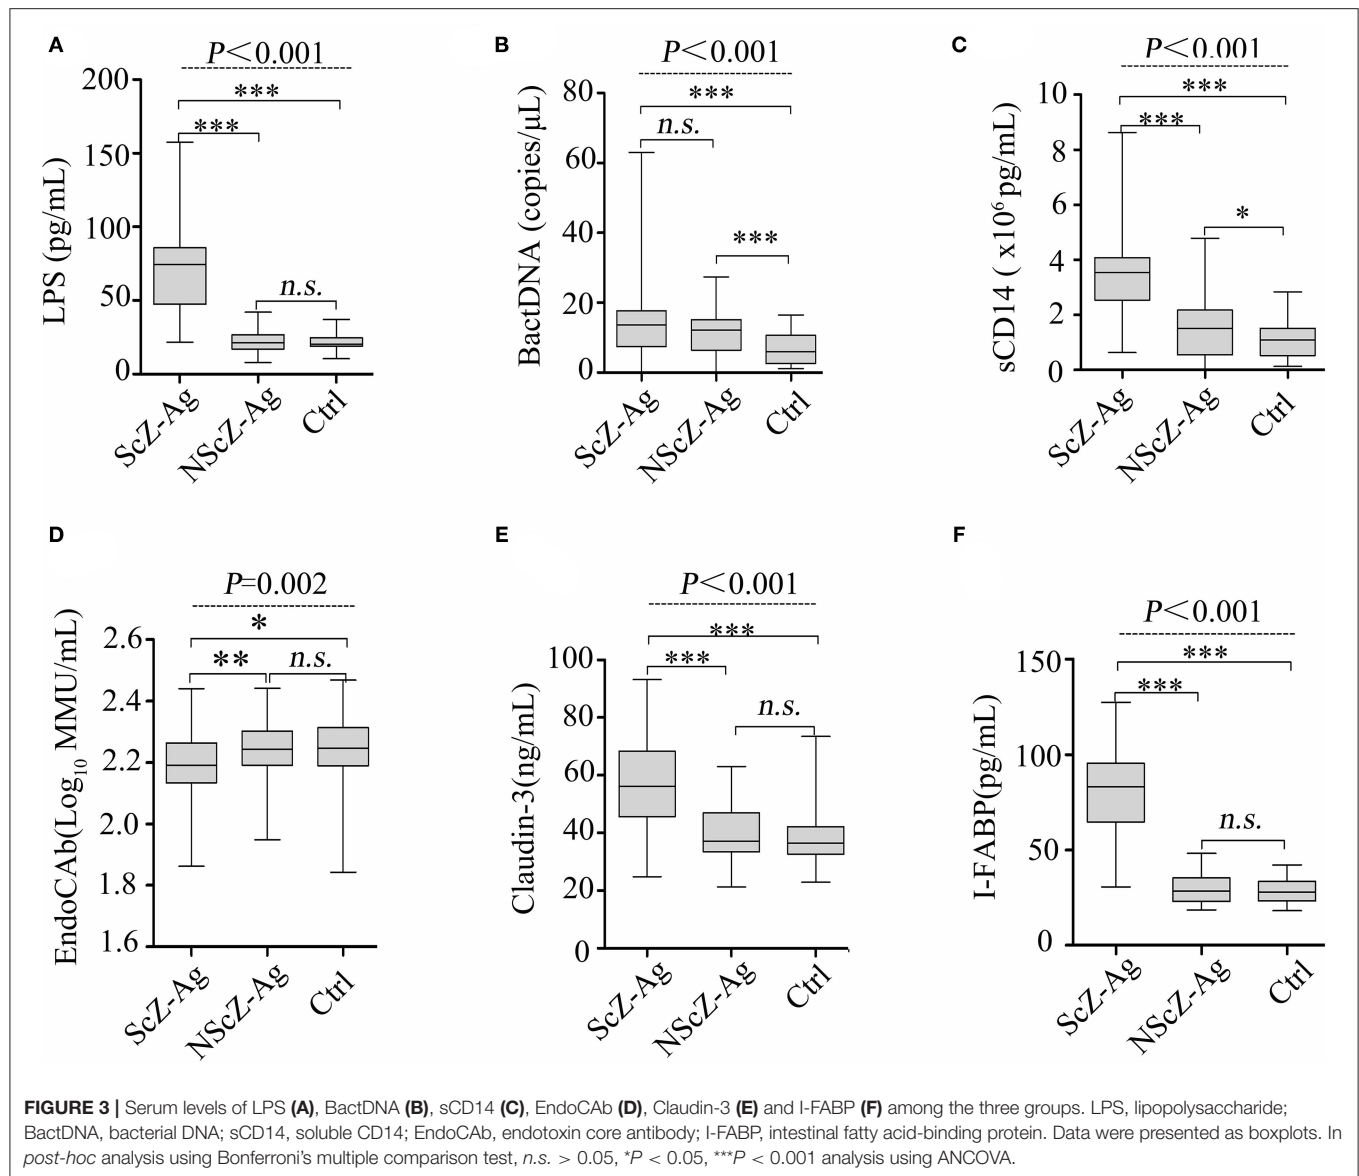 A
P<0.001
***
***
n.s.
LPS (pg/mL)
200
150
100
50
0
ScZ-Ag
NScZ-Ag
Ctrl
B
P<0.001
***
n.s.
***
BactDNA (copies/μL)
80
60
40
20
0
ScZ-Ag
NScZ-Ag
Ctrl
C
P<0.001
***
***
*
sCD14 ( x10⁶ pg/mL)
10
8
6
4
2
0
ScZ-Ag
NScZ-Ag
Ctrl
D
P=0.002
*
**
n.s.
EndoCAb(Log₁₀ MMU/mL)
2.6
2.4
2.2
2.0
1.8
1.6
ScZ-Ag
NScZ-Ag
Ctrl
E
P<0.001
***
***
n.s.
Claudin-3(ng/mL)
100
80
60
40
20
0
ScZ-Ag
NScZ-Ag
Ctrl
F
P<0.001
***
***
n.s.
I-FABP(pg/mL)
150
100
50
0
ScZ-Ag
NScZ-Ag
Ctrl
FIGURE 3 | Serum levels of LPS (A), BactDNA (B), sCD14 (C), EndoCAb (D), Claudin-3 (E) and I-FABP (F) among the three groups. LPS, lipopolysaccharide;
BactDNA, bacterial DNA; sCD14, soluble CD14; EndoCAb, endotoxin core antibody; I-FABP, intestinal fatty acid-binding protein. Data were presented as boxplots. In
post-hoc analysis using Bonferroni's multiple comparison test, n.s. > 0.05, *P < 0.05, ***P < 0.001 analysis using ANCOVA.